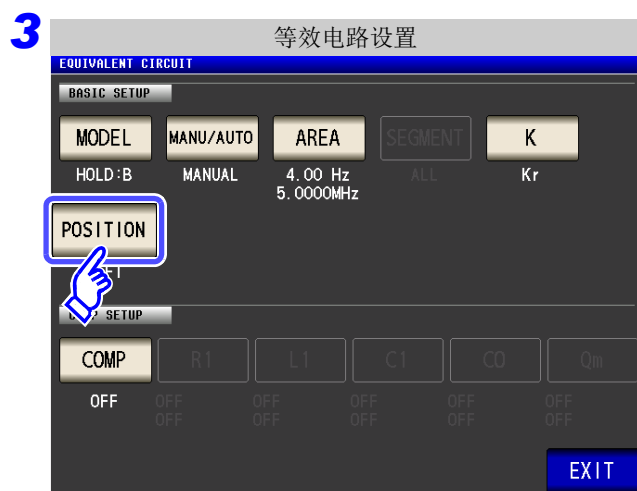 3
等效电路设置
EQUIVALENT CIRCUIT
BASIC SETUP
MODEL MANU/AUTO AREA SEGMENT K
HOLD:B MANUAL 4.00 Hz ALL Kr
5.0000MHz
POSITION
SETUP
COMP R1 L1 C1 C0 Qm
OFF OFF OFF OFF OFF OFF
OFF OFF OFF OFF OFF
EXIT